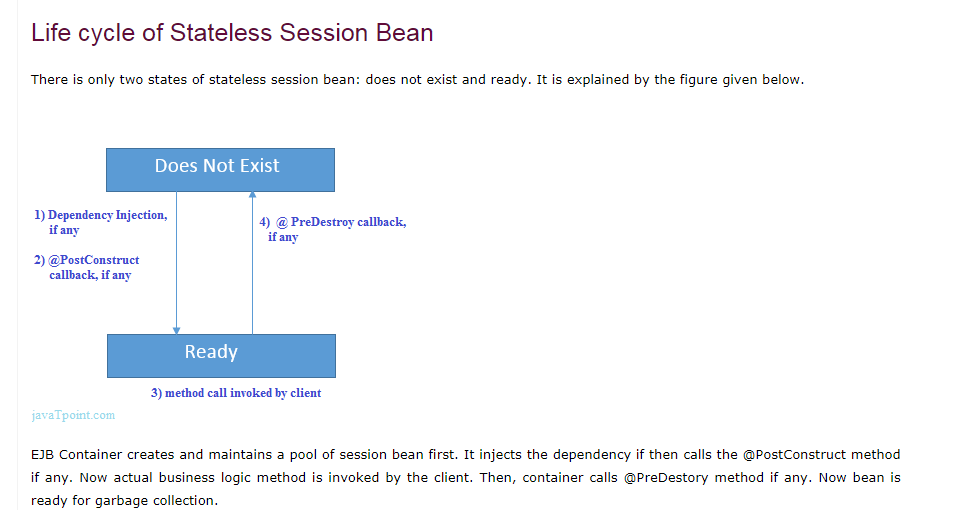 Life cycle of Stateless Session Bean
There is only two states of stateless session bean: does not exist and ready. It is explained by the figure given below.
Does Not Exist
1) Dependency Injection,
if any
2) @PostConstruct
callback, if any
4) @ PreDestroy callback,
if any
Ready
3) method call invoked by client
javaTpoint.com
EJB Container creates and maintains a pool of session bean first. It injects the dependency if then calls the @PostConstruct method
if any. Now actual business logic method is invoked by the client. Then, container calls @PreDestory method if any. Now bean is
ready for garbage collection.